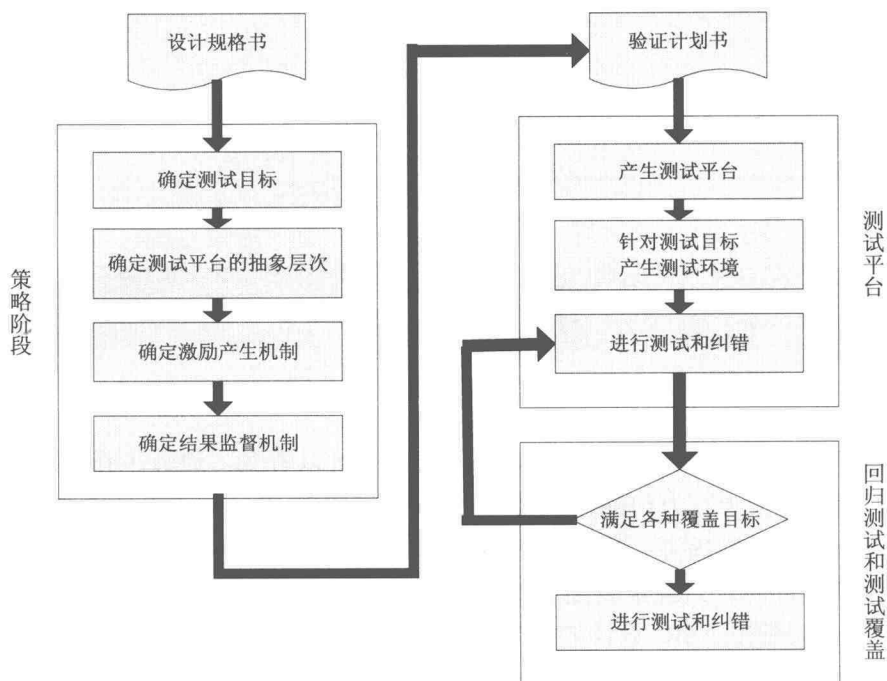 设计规格书
确定测试目标
确定测试平台的抽象层次
确定激励产生机制
确定结果监督机制
策略阶段
验证计划书
产生测试平台
针对测试目标
产生测试环境
进行测试和纠错
测试平台
满足各种覆盖目标
进行测试和纠错
回归测试和测试覆盖